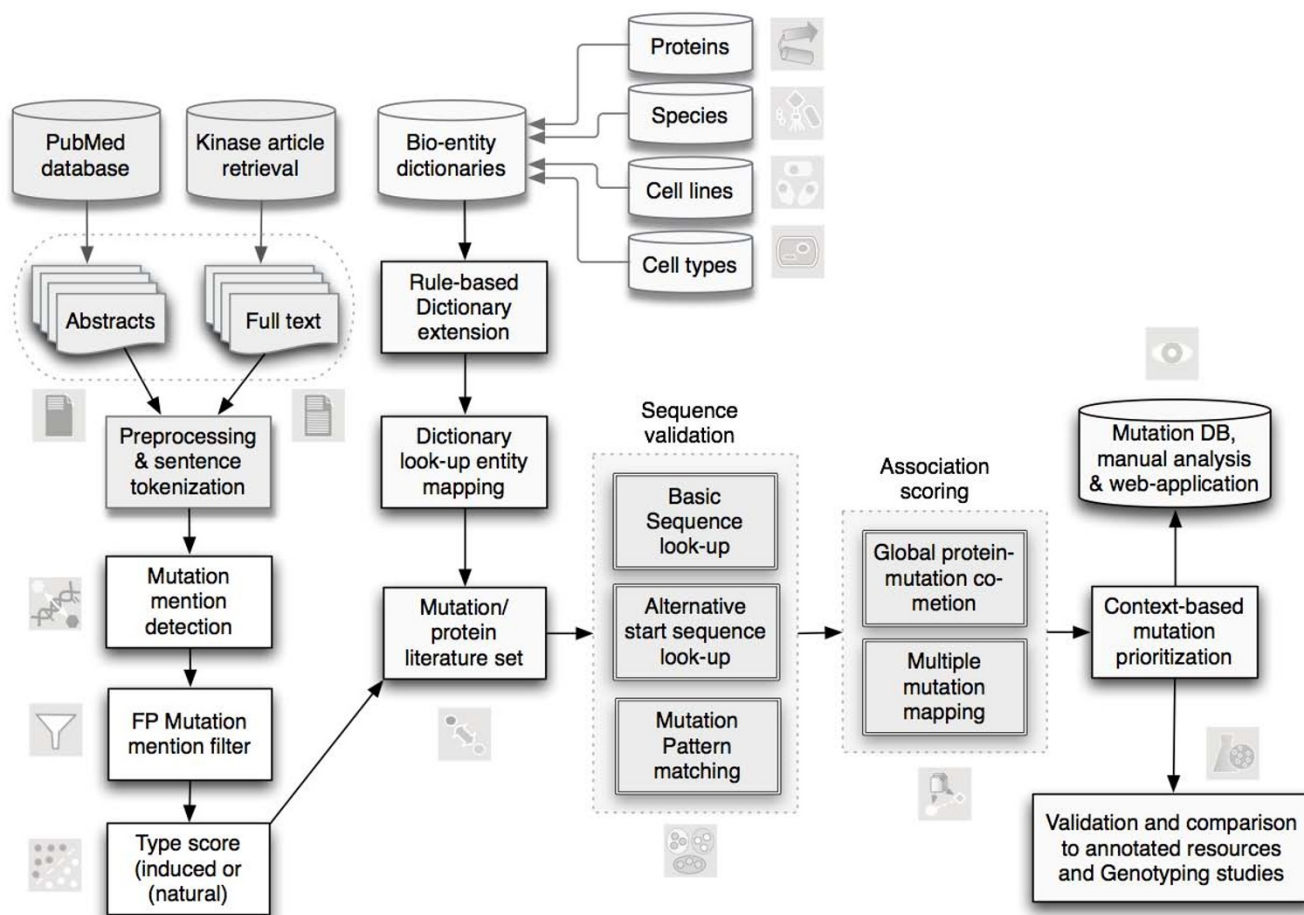 Proteins
Species
Cell lines
Cell types
PubMed
database
Kinase article
retrieval
Bio-entity
dictionaries
Abstracts
Full text
Rule-based
Dictionary
extension
Preprocessing
& sentence
tokenization
Dictionary
look-up entity
mapping
Mutation
mention
detection
Mutation/
protein
literature set
FP Mutation
mention filter
Type score
(induced or
(natural)
Sequence
validation
Basic
Sequence
look-up
Alternative
start sequence
look-up
Mutation
Pattern
matching
Association
scoring
Global protein-
mutation co-
metion
Multiple
mutation
mapping
Mutation DB,
manual analysis
& web-application
Context-based
mutation
prioritization
Validation and comparison
to annotated resources
and Genotyping studies